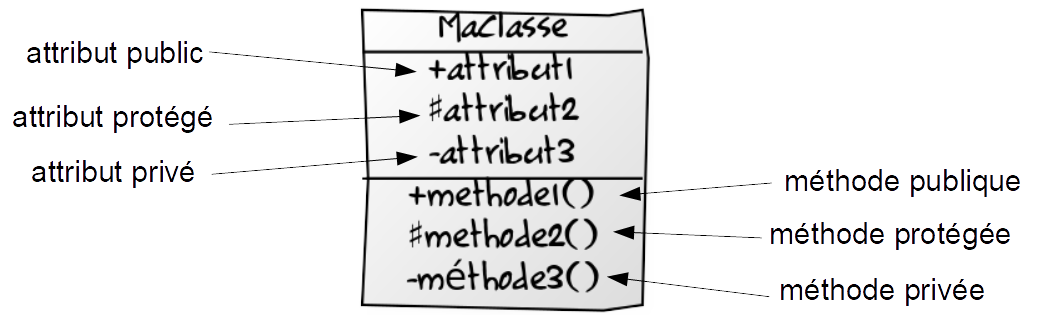 MaClasse
attribut public
+attribut1
attribut protégé
#attribut2
attribut privé
-attribut3
+methode1()
méthode publique
#methode2()
méthode protégée
-méthode3()
méthode privée